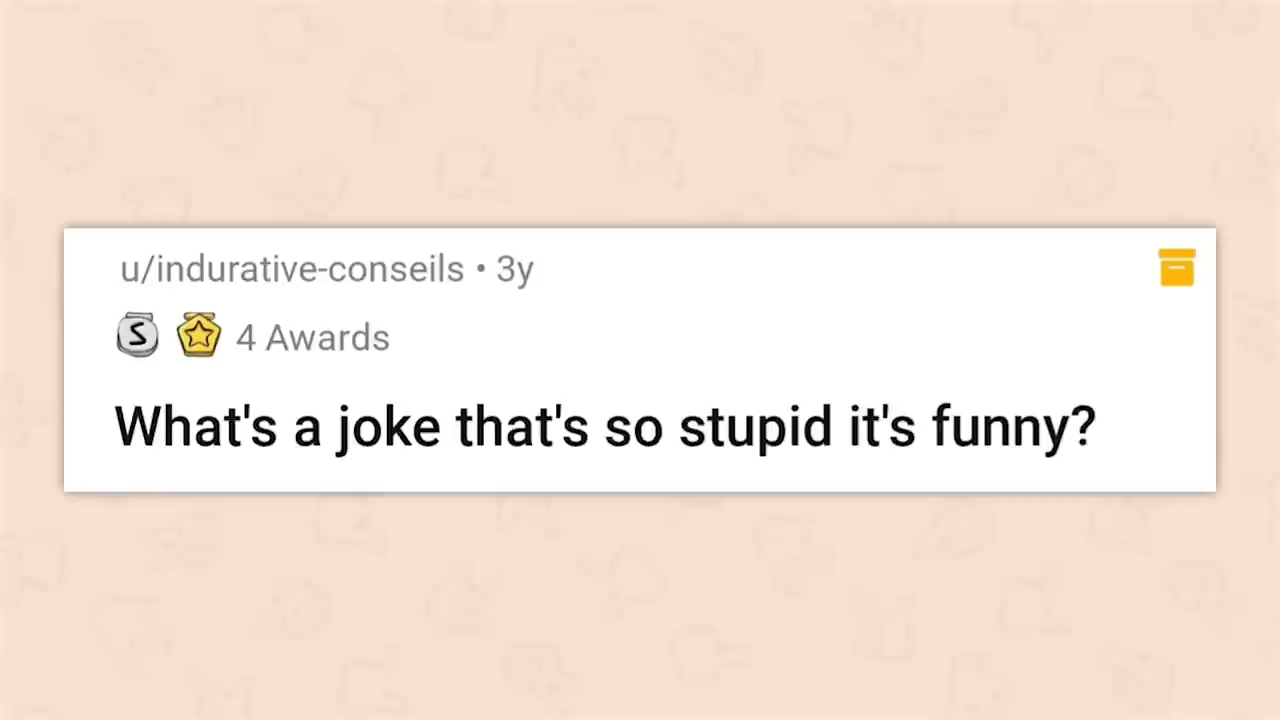 u/indurative-conseils • 3y
S 4 Awards
What's a joke that's so stupid it's funny?